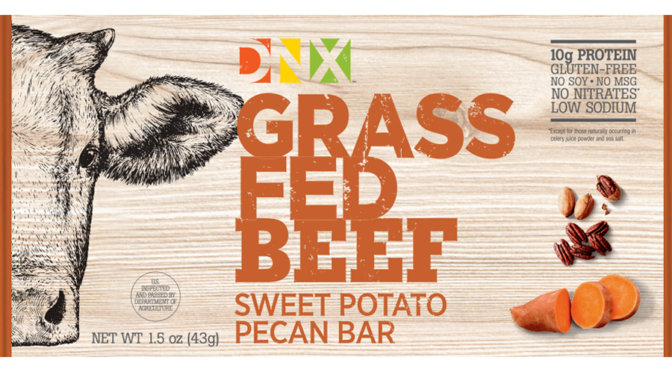 DNX
GRASS
FED
BEEF
SWEET POTATO
PECAN BAR
10g PROTEIN
GLUTEN-FREE
NO SOY • NO MSG
NO NITRATES*
LOW SODIUM
*Except for those naturally occurring in
celery juice powder and sea salt.
U.S.
INSPECTED
AND PASSED BY
DEPARTMENT OF
AGRICULTURE
NET WT 1.5 oz (43g)